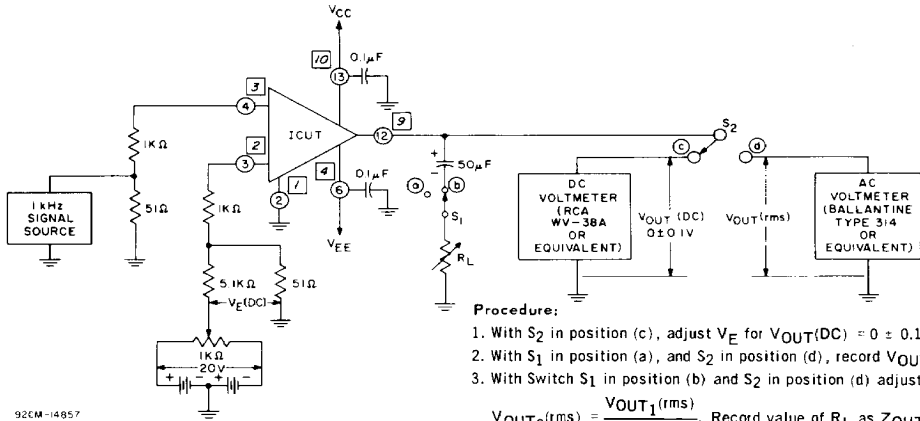 VCC
10
0.1µF
13
3
4
ICUT
9
12
S2
2
3
1KΩ
1
2
4
6
0.1µF
VEE
+
-
50µF
a
b
S1
RL
c
d
51Ω
1 kHz
SIGNAL
SOURCE
1KΩ
5.1KΩ
51Ω
VE(DC)
1KΩ
20V
+ - + -
VOUT (DC)
0±0.1V
DC
VOLTMETER
(RCA
WV-38A
OR
EQUIVALENT)
VOUT(rms)
AC
VOLTMETER
(BALLANTINE
TYPE 314
OR
EQUIVALENT)
Procedure:
1. With S2 in position (c), adjust VE for VOUT(DC) = 0 ± 0.1
2. With S1 in position (a), and S2 in position (d), record VOU
3. With Switch S1 in position (b) and S2 in position (d) adjust
VOUT2(rms) = VOUT1(rms) . Record value of RL as ZOUT
92CM-14857